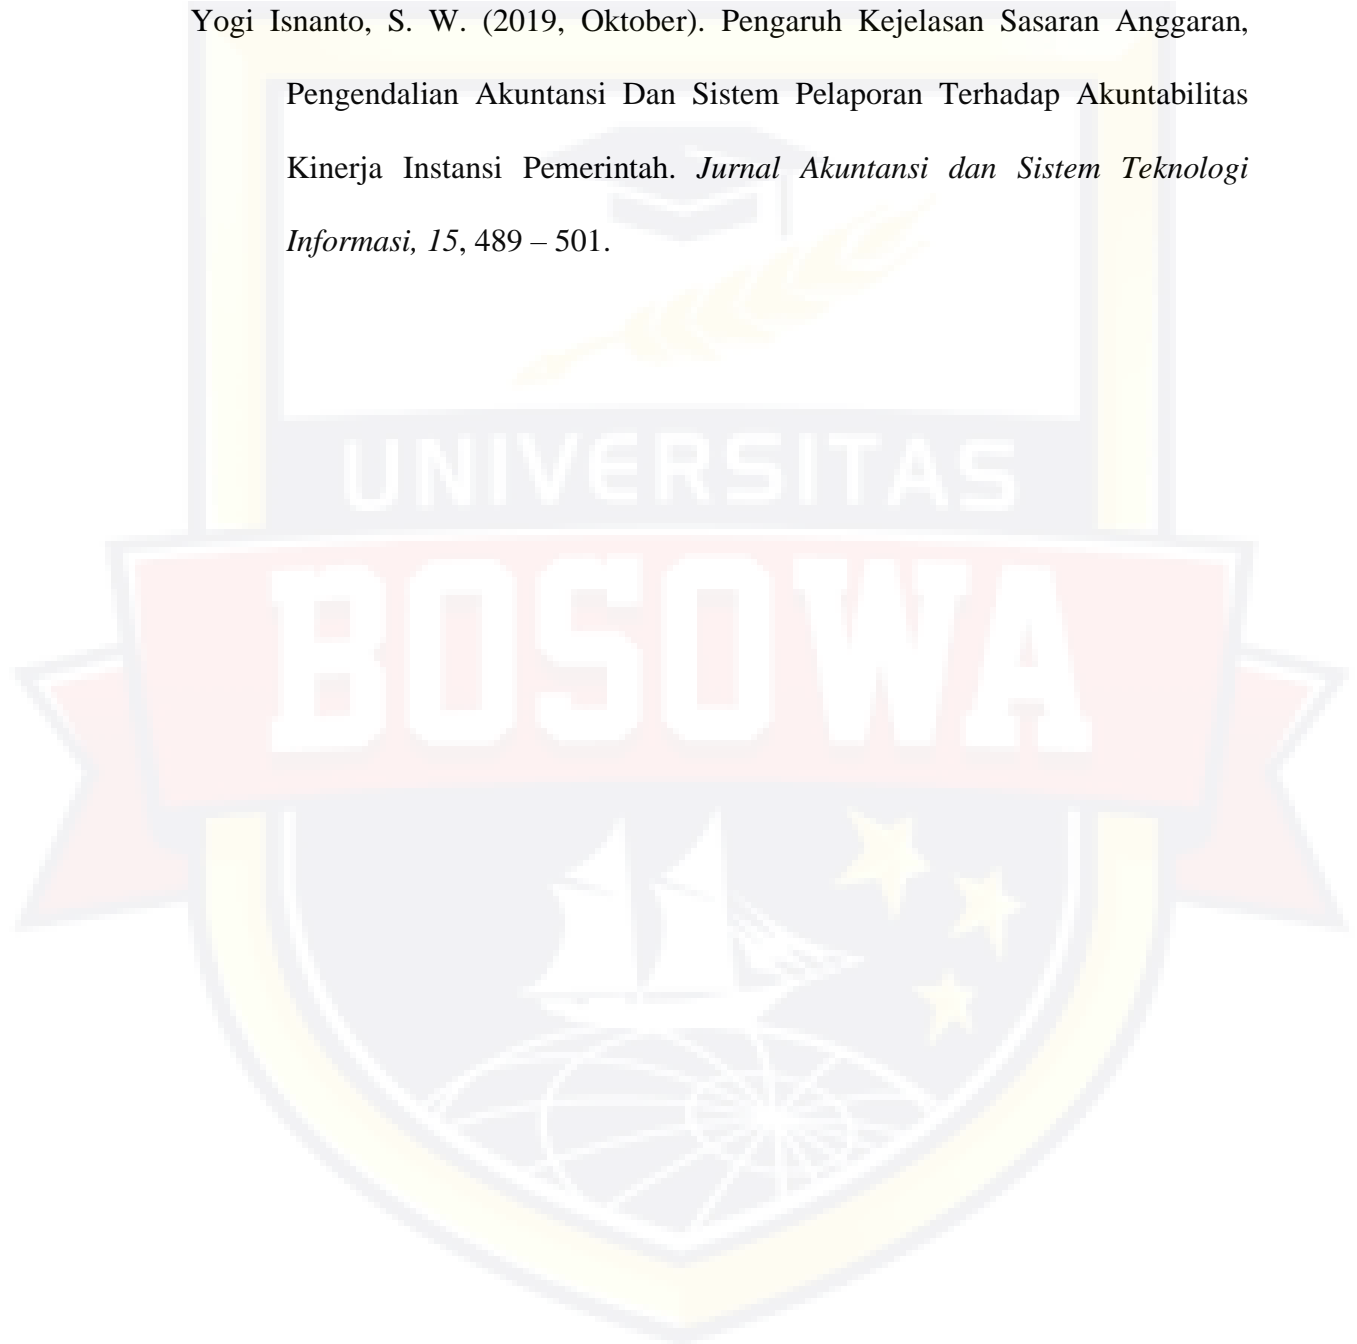 Yogi Isnanto, S. W. (2019, Oktober). Pengaruh Kejelasan Sasaran Anggaran,
Pengendalian Akuntansi Dan Sistem Pelaporan Terhadap Akuntabilitas
Kinerja Instansi Pemerintah. Jurnal Akuntansi dan Sistem Teknologi
Informasi, 15, 489 – 501.
UNIVERSITAS
BOSOWA